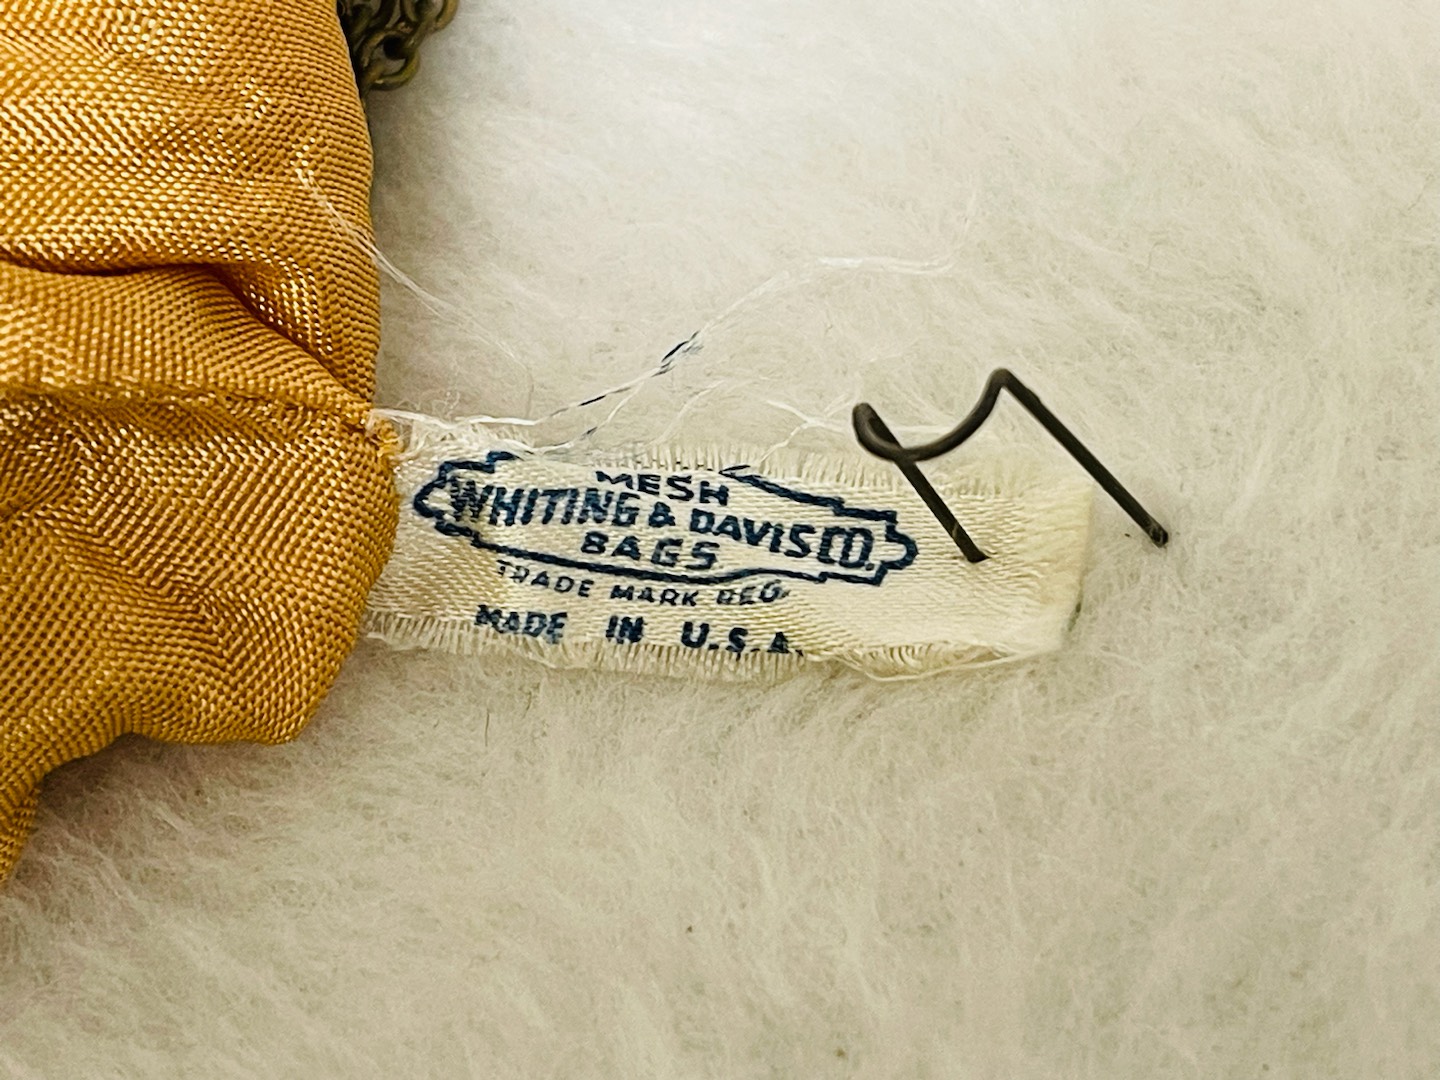 MESH
WHITING & DAVIS CO.
BAGS
TRADE MARK REG.
MADE IN U.S.A.